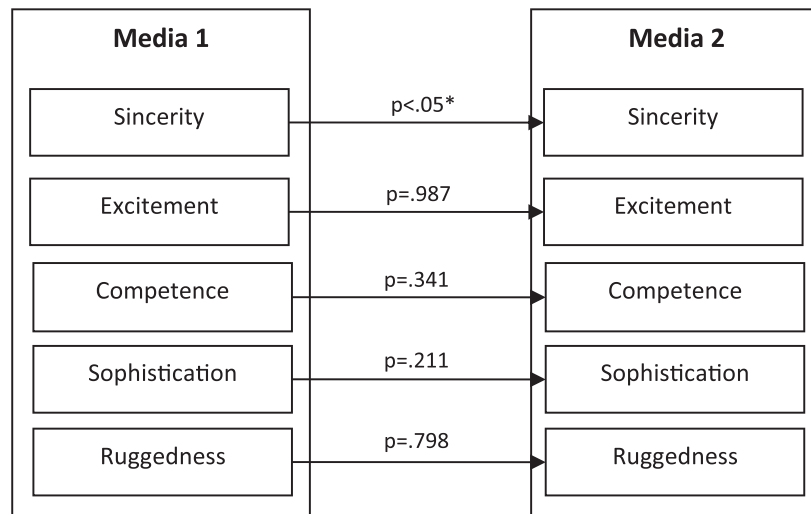 Media 1
Media 2
Sincerity
p<.05*
Sincerity
Excitement
p=.987
Excitement
Competence
p=.341
Competence
Sophistication
p=.211
Sophistication
Ruggedness
p=.798
Ruggedness